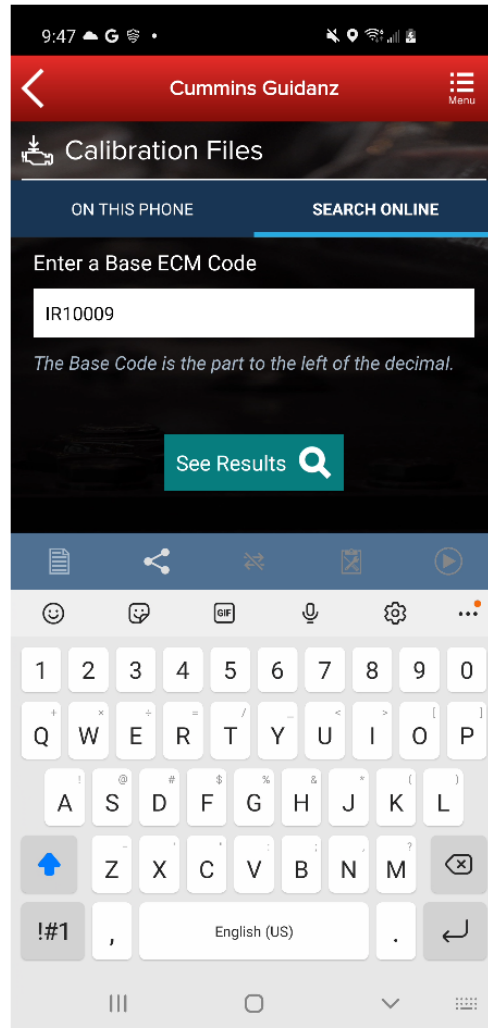 9:47 G
Cummins Guidanz
Menu
Calibration Files
ON THIS PHONE SEARCH ONLINE
Enter a Base ECM Code
IR10009
The Base Code is the part to the left of the decimal.
See Results
GIF
1 2 3 4 5 6 7 8 9 0
+ × ÷ = / _ < > [ ]
Q W E R T Y U I O P
! @ # $ % & * ( )
A S D F G H J K L
- ' " : ; , ?
Z X C V B N M
!#1 , English (US) .